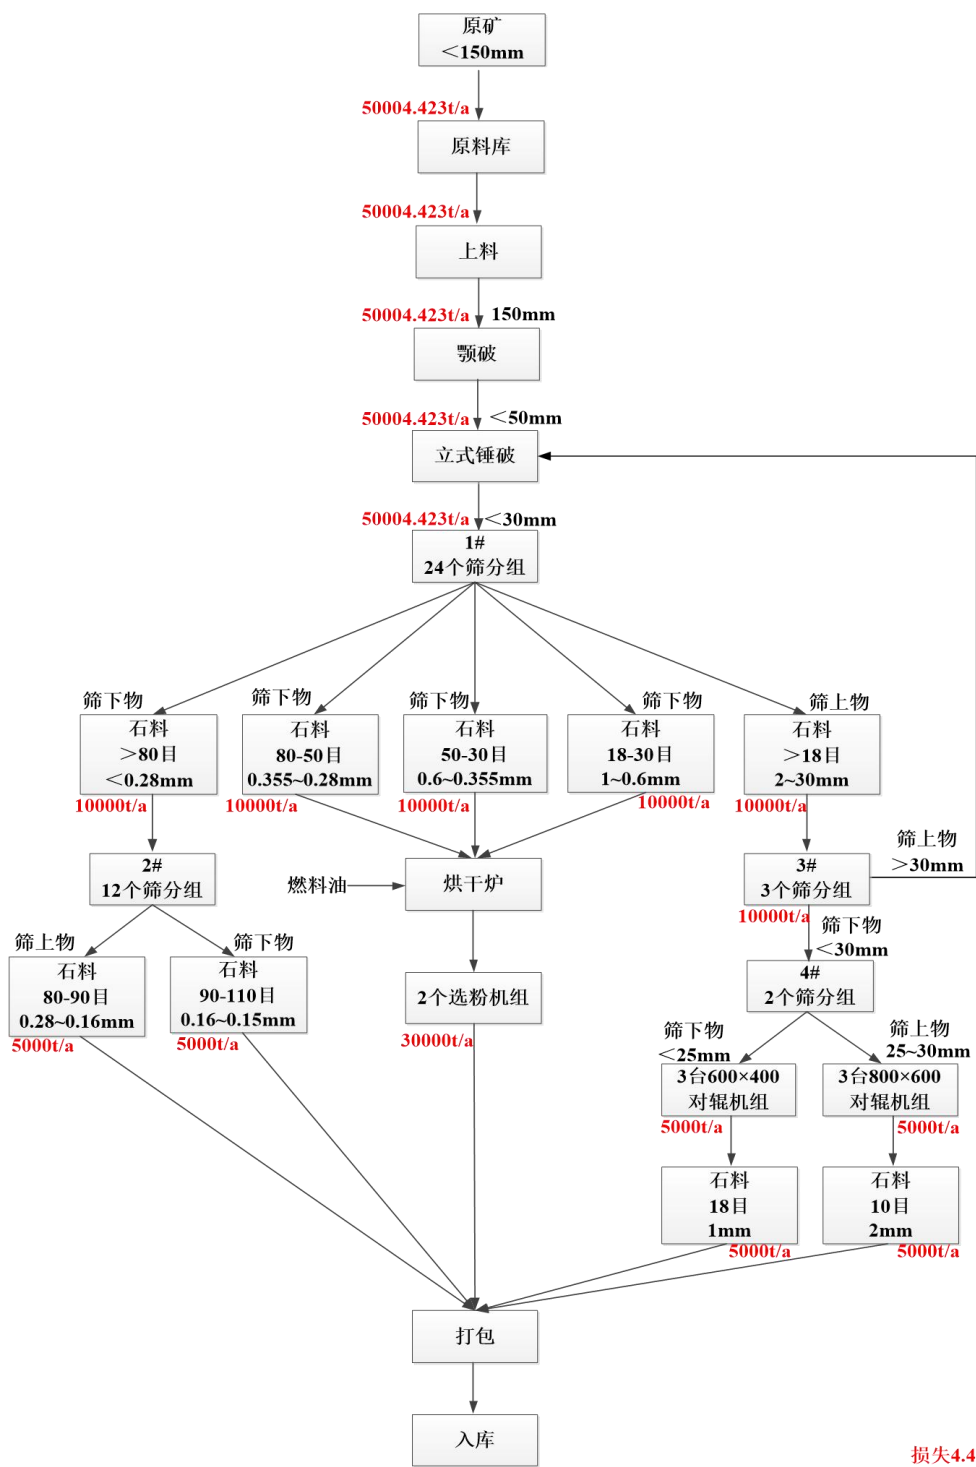 原矿
＜150mm
50004.423t/a
原料库
50004.423t/a
上料
50004.423t/a
150mm
颚破
50004.423t/a
＜50mm
立式锤破
50004.423t/a
＜30mm
1#
24个筛分组
筛下物
筛下物
筛下物
筛下物
筛上物
石料
＞80目
＜0.28mm
10000t/a
石料
80-50目
0.355~0.28mm
10000t/a
石料
50-30目
0.6~0.355mm
10000t/a
石料
18-30目
1~0.6mm
10000t/a
石料
＞18目
2~30mm
10000t/a
2#
12个筛分组
燃料油
烘干炉
3#
3个筛分组
10000t/a
筛上物
＞30mm
筛下物
＜30mm
筛上物
筛下物
石料
80-90目
0.28~0.16mm
5000t/a
石料
90-110目
0.16~0.15mm
5000t/a
2个选粉机组
30000t/a
4#
2个筛分组
筛下物
＜25mm
筛上物
25~30mm
3台600×400
对辊机组
5000t/a
3台800×600
对辊机组
5000t/a
石料
18目
1mm
5000t/a
石料
10目
2mm
5000t/a
打包
入库
损失4.4